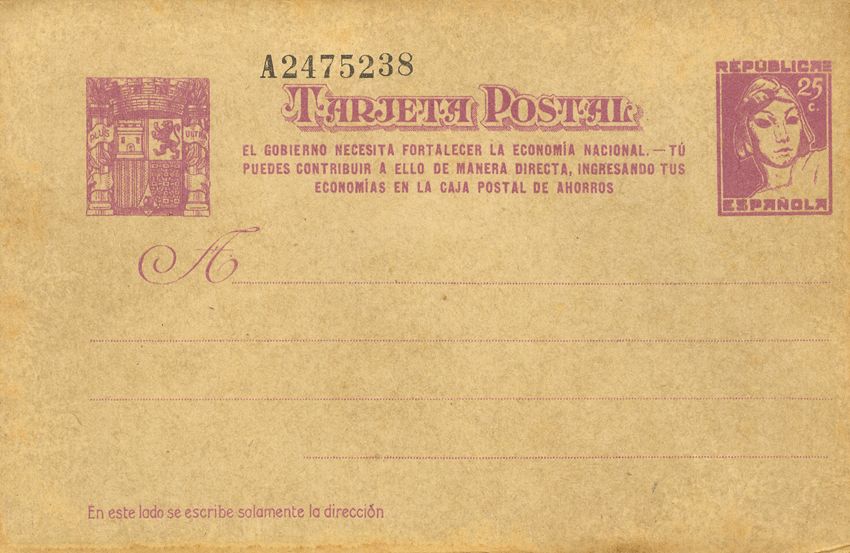 A2475238
REPÚBLICA
25
c.
TARJETA POSTAL
PLUS ULTRA
EL GOBIERNO NECESITA FORTALECER LA ECONOMÍA NACIONAL. — TÚ
PUEDES CONTRIBUIR A ELLO DE MANERA DIRECTA, INGRESANDO TUS
ECONOMÍAS EN LA CAJA POSTAL DE AHORROS
ESPAÑOLA
A
En este lado se escribe solamente la dirección